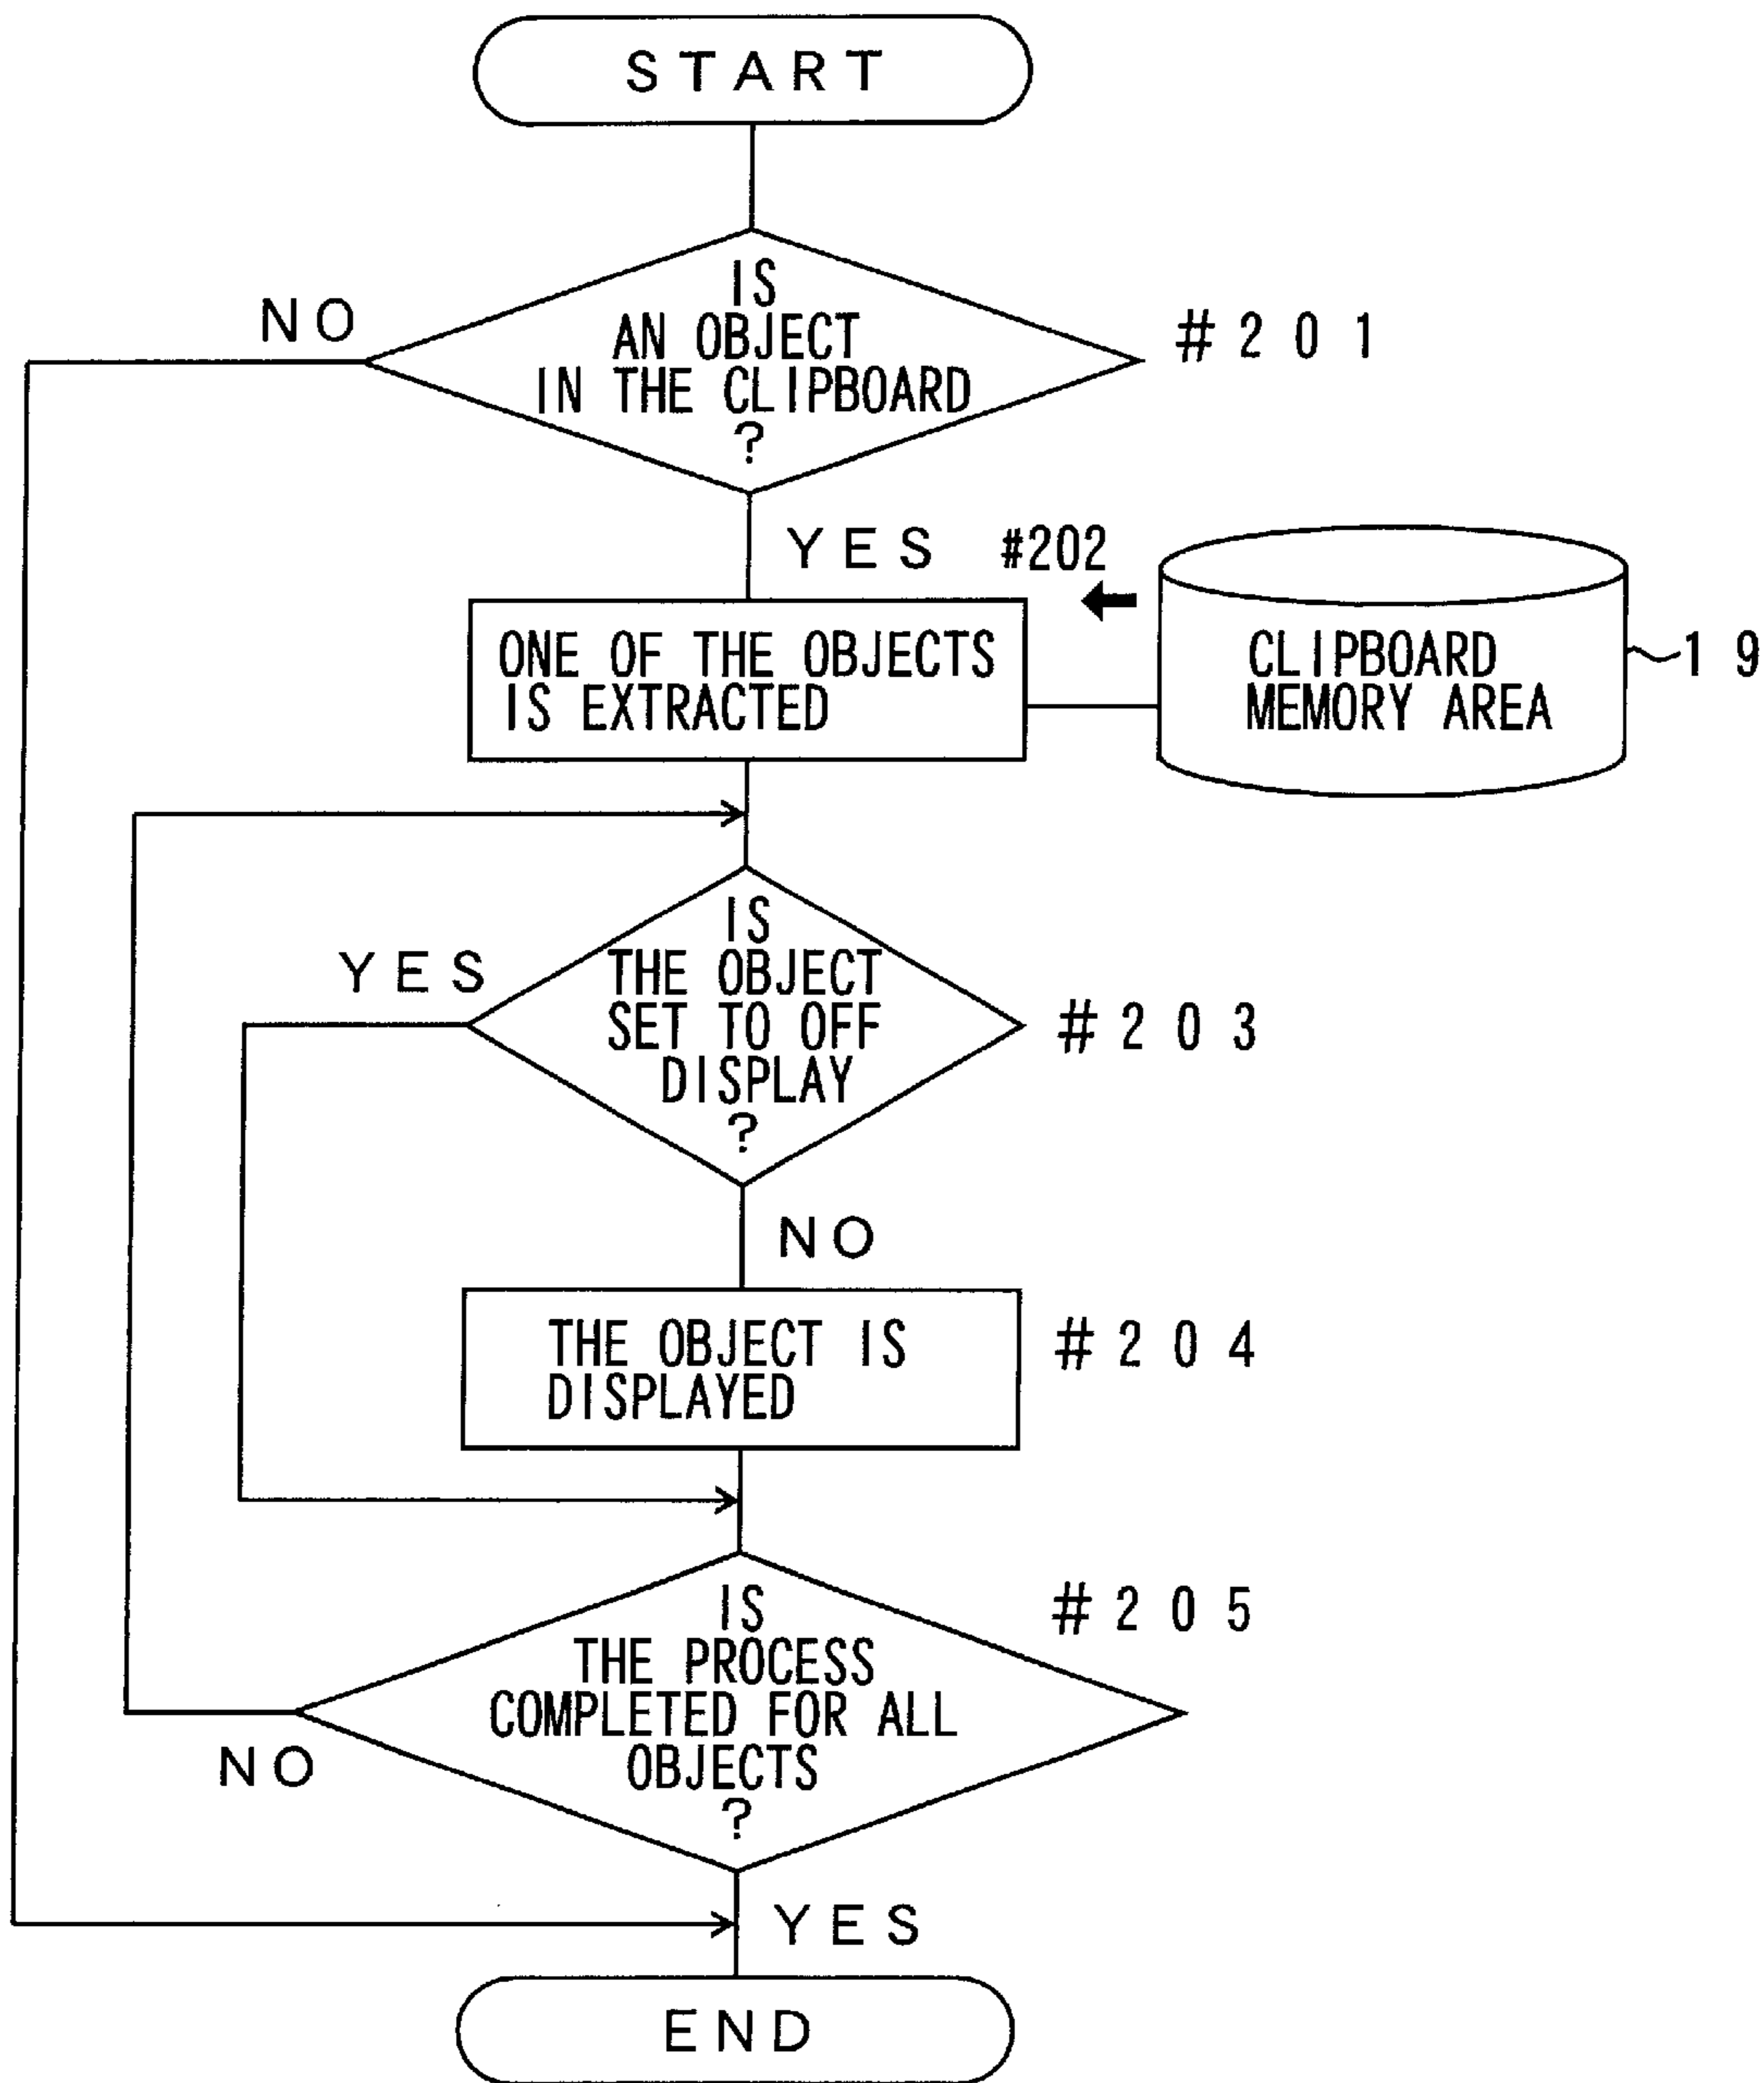 START
IS
AN OBJECT
IN THE CLIPBOARD
?
NO
#201
YES
#202
ONE OF THE OBJECTS
IS EXTRACTED
CLIPBOARD
MEMORY AREA
19
IS
THE OBJECT
SET TO OFF
DISPLAY
?
YES
#203
NO
THE OBJECT IS
DISPLAYED
#204
IS
THE PROCESS
COMPLETED FOR ALL
OBJECTS
?
#205
NO
YES
END